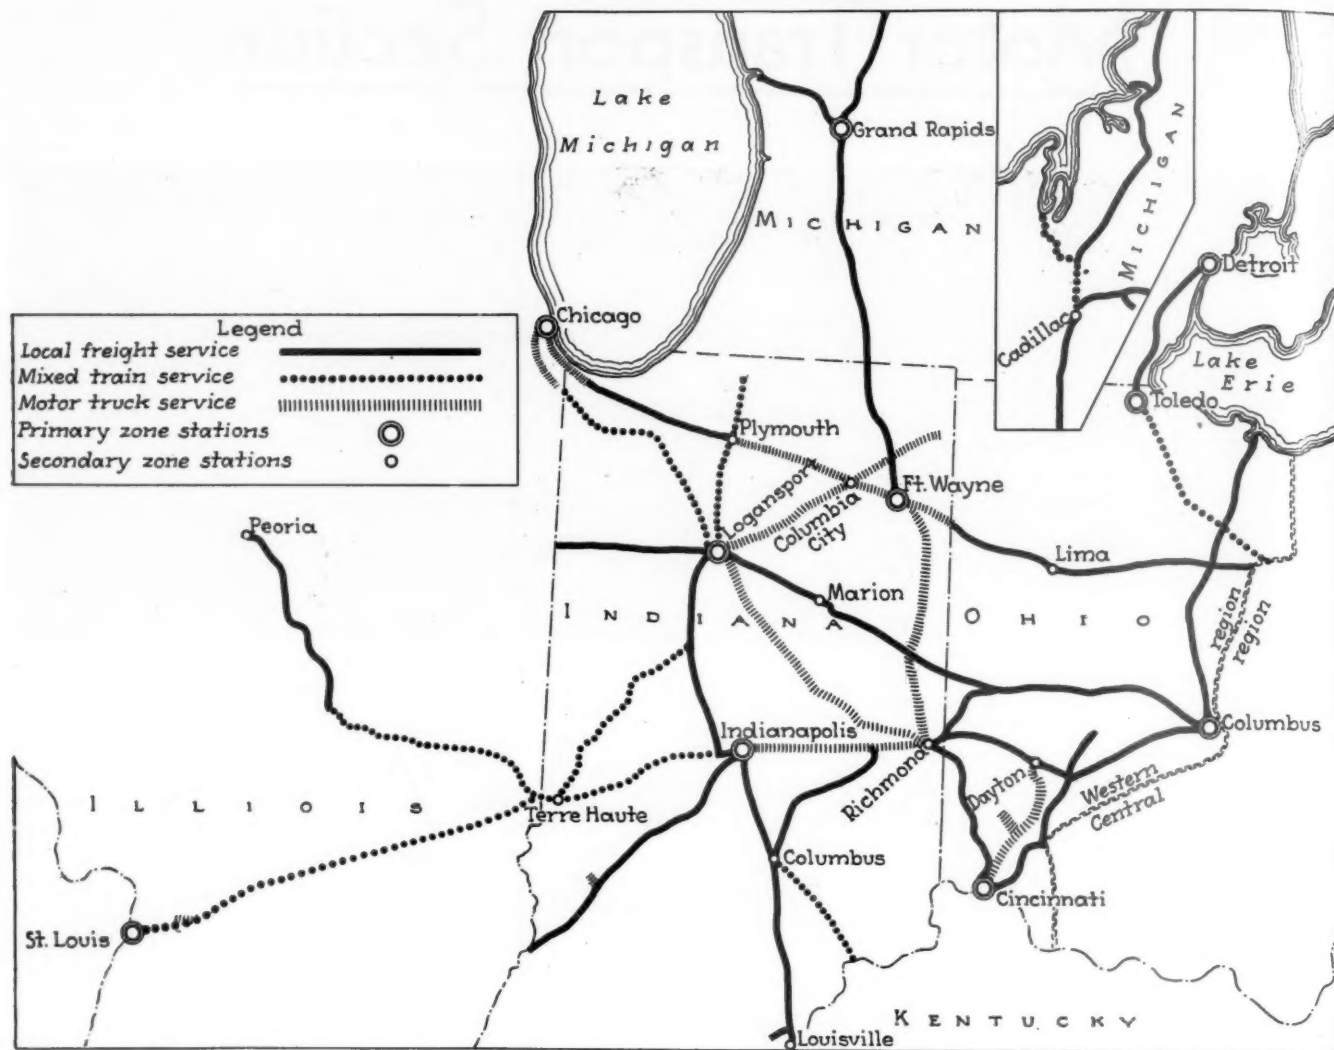 Lake
Michigan
Grand Rapids
MICHIGAN
MICHIGAN
Detroit
Cadillac
Lake
Erie
Toledo
Chicago
Legend
Local freight service
Mixed train service
Motor truck service
Primary zone stations
Secondary zone stations
Plymouth
Logansport
Columbia
City
Ft. Wayne
Peoria
Lima
Marion
INDIANA
OHIO
region
region
Indianapolis
Columbus
Richmond
Dayton
Western
Central
ILLIOIS
Terre Haute
Columbus
Cincinnati
St. Louis
KENTUCKY
Louisville